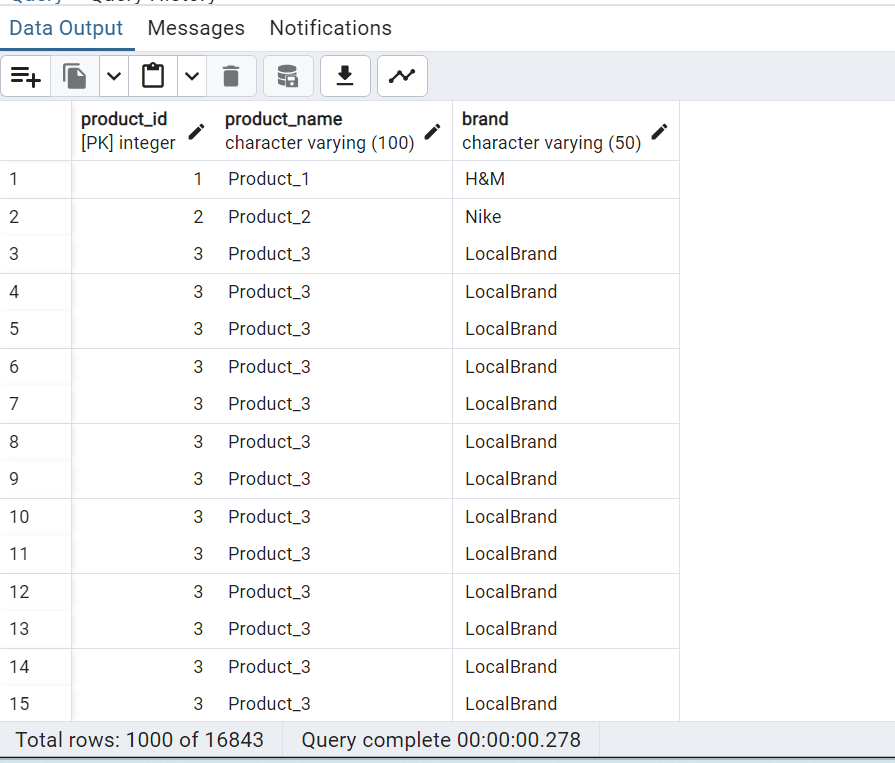 Query Query History
Data Output Messages Notifications
product_id product_name brand
[PK] integer character varying (100) character varying (50)
1 1 Product_1 H&M
2 2 Product_2 Nike
3 3 Product_3 LocalBrand
4 3 Product_3 LocalBrand
5 3 Product_3 LocalBrand
6 3 Product_3 LocalBrand
7 3 Product_3 LocalBrand
8 3 Product_3 LocalBrand
9 3 Product_3 LocalBrand
10 3 Product_3 LocalBrand
11 3 Product_3 LocalBrand
12 3 Product_3 LocalBrand
13 3 Product_3 LocalBrand
14 3 Product_3 LocalBrand
15 3 Product_3 LocalBrand
Total rows: 1000 of 16843 Query complete 00:00:00.278